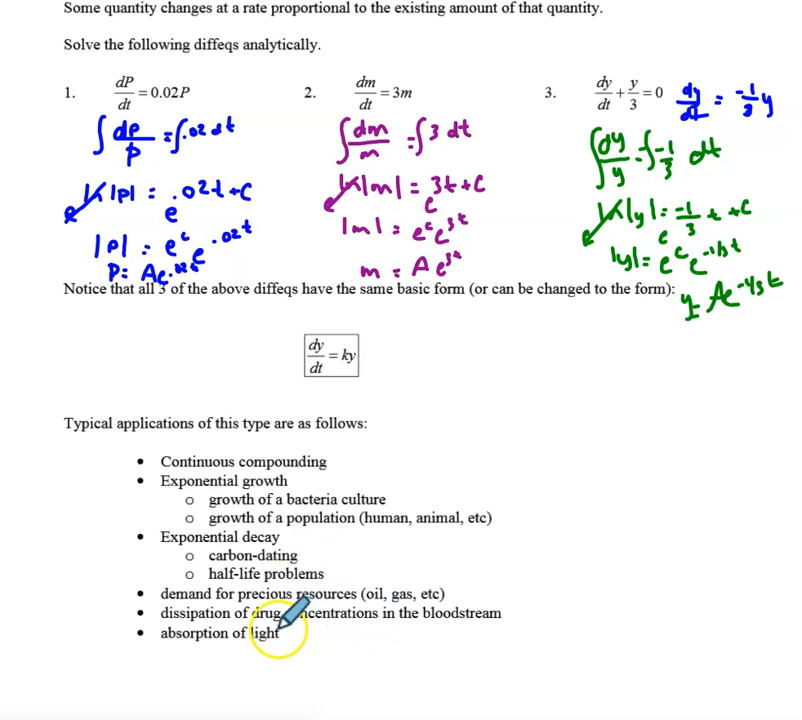 Some quantity changes at a rate proportional to the existing amount of that quantity.
Solve the following diffeqs analytically.
1. dP/dt = 0.02P
∫ dP/P = ∫ .02 dt
ln|P| = .02t + C
e e
|P| = e^c e^.02t
P = Ae^.02t
2. dm/dt = 3m
∫ dm/m = ∫ 3 dt
ln|m| = 3t + C
e e
|m| = e^c e^3t
m = A e^3t
3. dy/dt + y/3 = 0 dy/dt = -1/3 y
∫ dy/y = ∫ -1/3 dt
ln|y| = -1/3 t + C
e e
|y| = e^c e^-1/3t
y = Ae^-1/3t
Notice that all 3 of the above diffeqs have the same basic form (or can be changed to the form):
dy/dt = ky
Typical applications of this type are as follows:
• Continuous compounding
• Exponential growth
o growth of a bacteria culture
o growth of a population (human, animal, etc)
• Exponential decay
o carbon-dating
o half-life problems
• demand for precious resources (oil, gas, etc)
• dissipation of drug concentrations in the bloodstream
• absorption of light